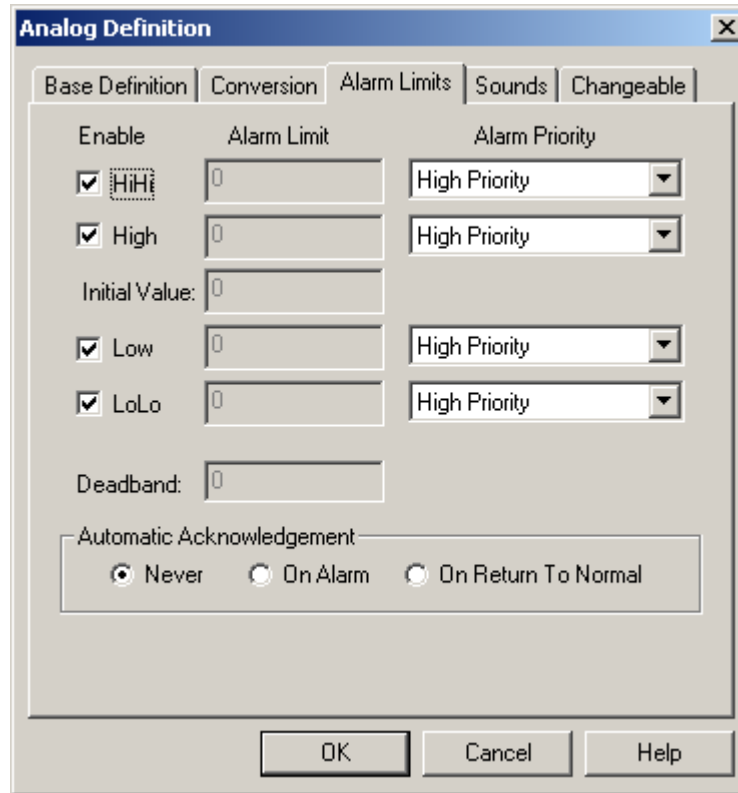 Analog Definition
Base Definition Conversion Alarm Limits Sounds Changeable
Enable Alarm Limit Alarm Priority
HiHi 0 High Priority
High 0 High Priority
Initial Value: 0
Low 0 High Priority
LoLo 0 High Priority
Deadband: 0
Automatic Acknowledgement
Never On Alarm On Return To Normal
OK Cancel Help